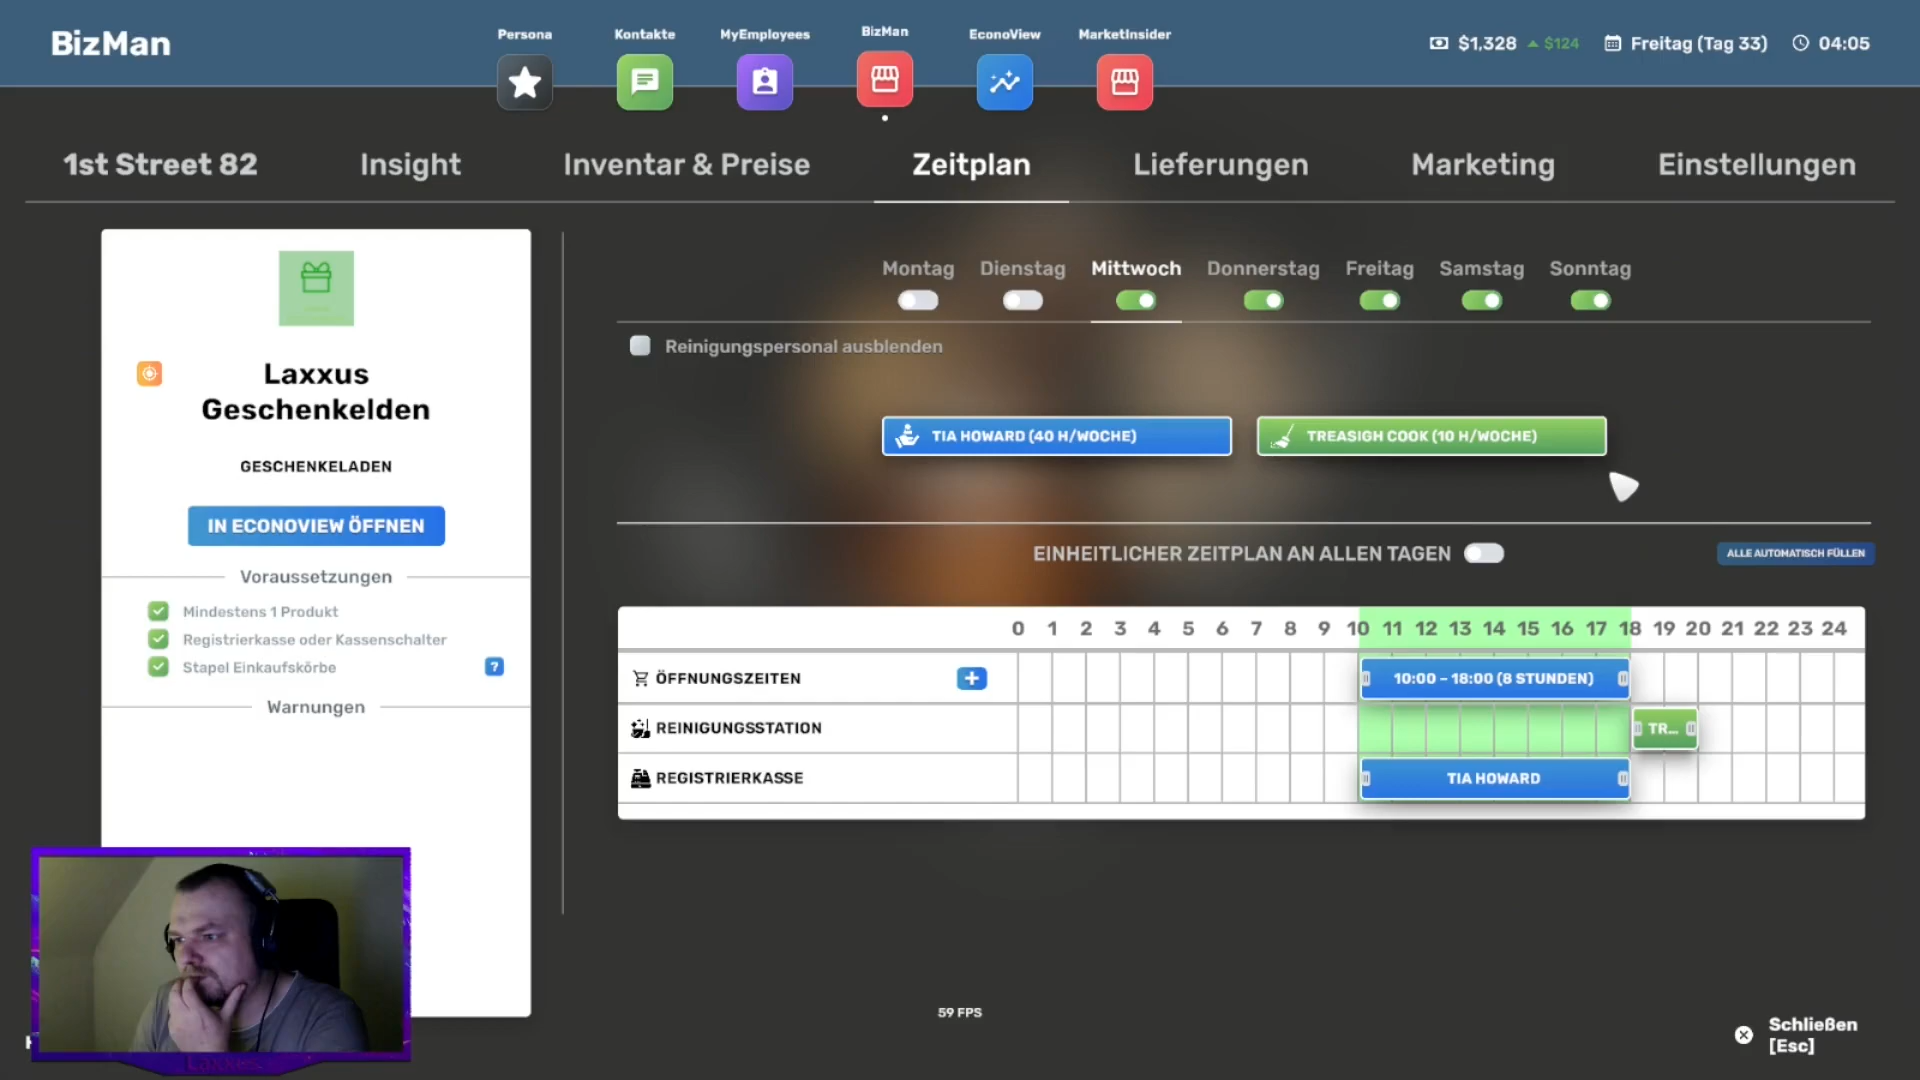 BizMan
Persona
Kontakte
MyEmployees
BizMan
EconoView
MarketInsider
$1,328
$124
Freitag (Tag 33)
04:05
1st Street 82
Insight
Inventar & Preise
Zeitplan
Lieferungen
Marketing
Einstellungen
Laxxus
Geschenkelden
GESCHENKELADEN
IN ECONOVIEW ÖFFNEN
Voraussetzungen
Mindestens 1 Produkt
Registrierkasse oder Kassenschalter
Stapel Einkaufskörbe
?
Warnungen
Montag
Dienstag
Mittwoch
Donnerstag
Freitag
Samstag
Sonntag
Reinigungspersonal ausblenden
TIA HOWARD (40 H/WOCHE)
TREASIGH COOK (10 H/WOCHE)
EINHEITLICHER ZEITPLAN AN ALLEN TAGEN
ALLE AUTOMATISCH FÜLLEN
0 1 2 3 4 5 6 7 8 9 10 11 12 13 14 15 16 17 18 19 20 21 22 23 24
ÖFFNUNGSZEITEN
10:00 – 18:00 (8 STUNDEN)
REINIGUNGSSTATION
TR...
REGISTRIERKASSE
TIA HOWARD
59 FPS
Schließen
[Esc]